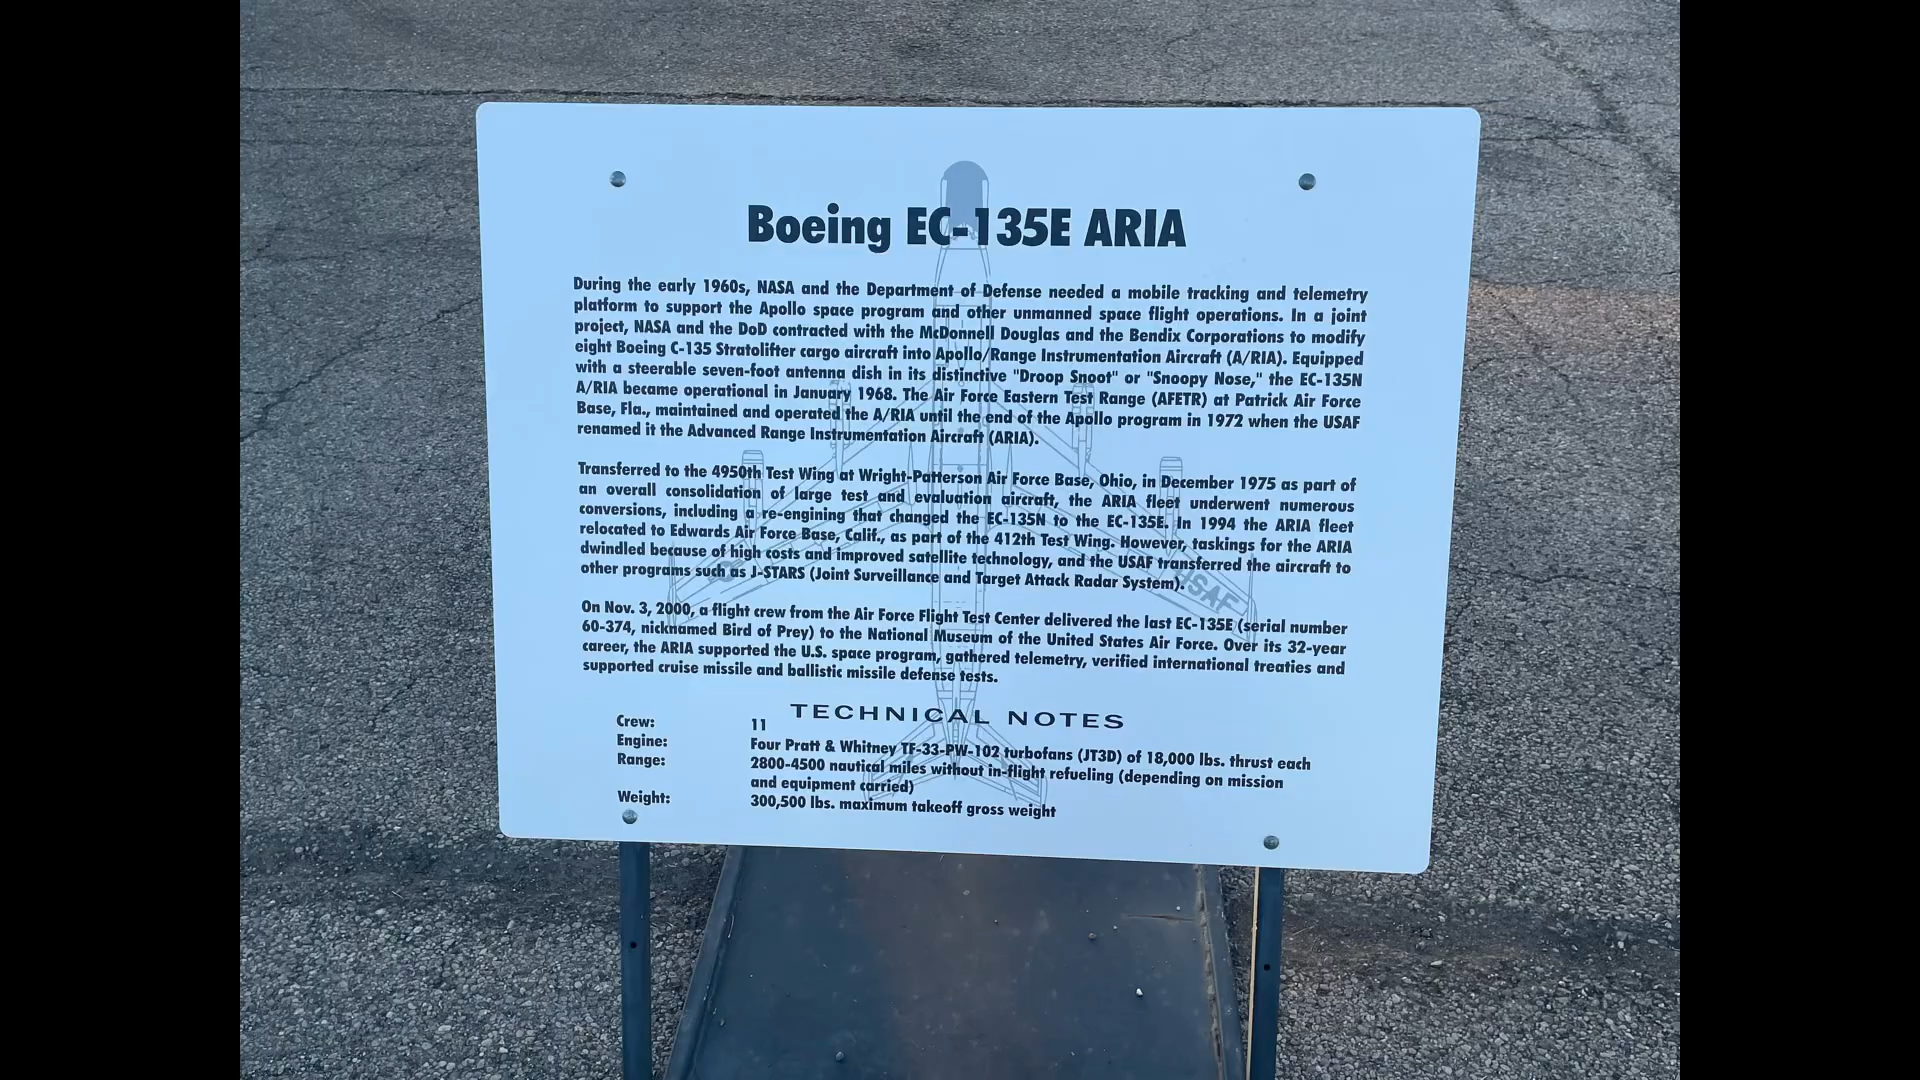 Boeing EC-135E ARIA
During the early 1960s, NASA and the Department of Defense needed a mobile tracking and telemetry
platform to support the Apollo space program and other unmanned space flight operations. In a joint
project, NASA and the DoD contracted with the McDonnell Douglas and the Bendix Corporations to modify
eight Boeing C-135 Stratolifter cargo aircraft into Apollo/Range Instrumentation Aircraft (A/RIA). Equipped
with a steerable seven-foot antenna dish in its distinctive "Droop Snoot" or "Snoopy Nose," the EC-135N
A/RIA became operational in January 1968. The Air Force Eastern Test Range (AFETR) at Patrick Air Force
Base, Fla., maintained and operated the A/RIA until the end of the Apollo program in 1972 when the USAF
renamed it the Advanced Range Instrumentation Aircraft (ARIA).
Transferred to the 4950th Test Wing at Wright-Patterson Air Force Base, Ohio, in December 1975 as part of
an overall consolidation of large test and evaluation aircraft, the ARIA fleet underwent numerous
conversions, including a re-engining that changed the EC-135N to the EC-135E. In 1994 the ARIA fleet
relocated to Edwards Air Force Base, Calif., as part of the 412th Test Wing. However, taskings for the ARIA
dwindled because of high costs and improved satellite technology, and the USAF transferred the aircraft to
other programs such as J-STARS (Joint Surveillance and Target Attack Radar System).
USAF
On Nov. 3, 2000, a flight crew from the Air Force Flight Test Center delivered the last EC-135E (serial number
60-374, nicknamed Bird of Prey) to the National Museum of the United States Air Force. Over its 32-year
career, the ARIA supported the U.S. space program, gathered telemetry, verified international treaties and
supported cruise missile and ballistic missile defense tests.
TECHNICAL NOTES
Crew: 11
Engine: Four Pratt & Whitney TF-33-PW-102 turbofans (JT3D) of 18,000 lbs. thrust each
Range: 2800-4500 nautical miles without in-flight refueling (depending on mission
and equipment carried)
Weight: 300,500 lbs. maximum takeoff gross weight